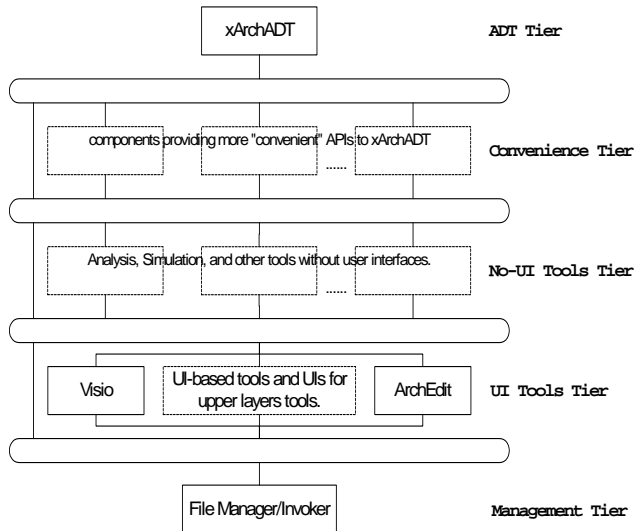 xArchADT
ADT Tier
components providing more "convenient" APIs to xArchADT
......
Convenience Tier
Analysis, Simulation, and other tools without user interfaces.
......
No-UI Tools Tier
Visio
UI-based tools and UIs for
upper layers tools.
ArchEdit
UI Tools Tier
File Manager/Invoker
Management Tier